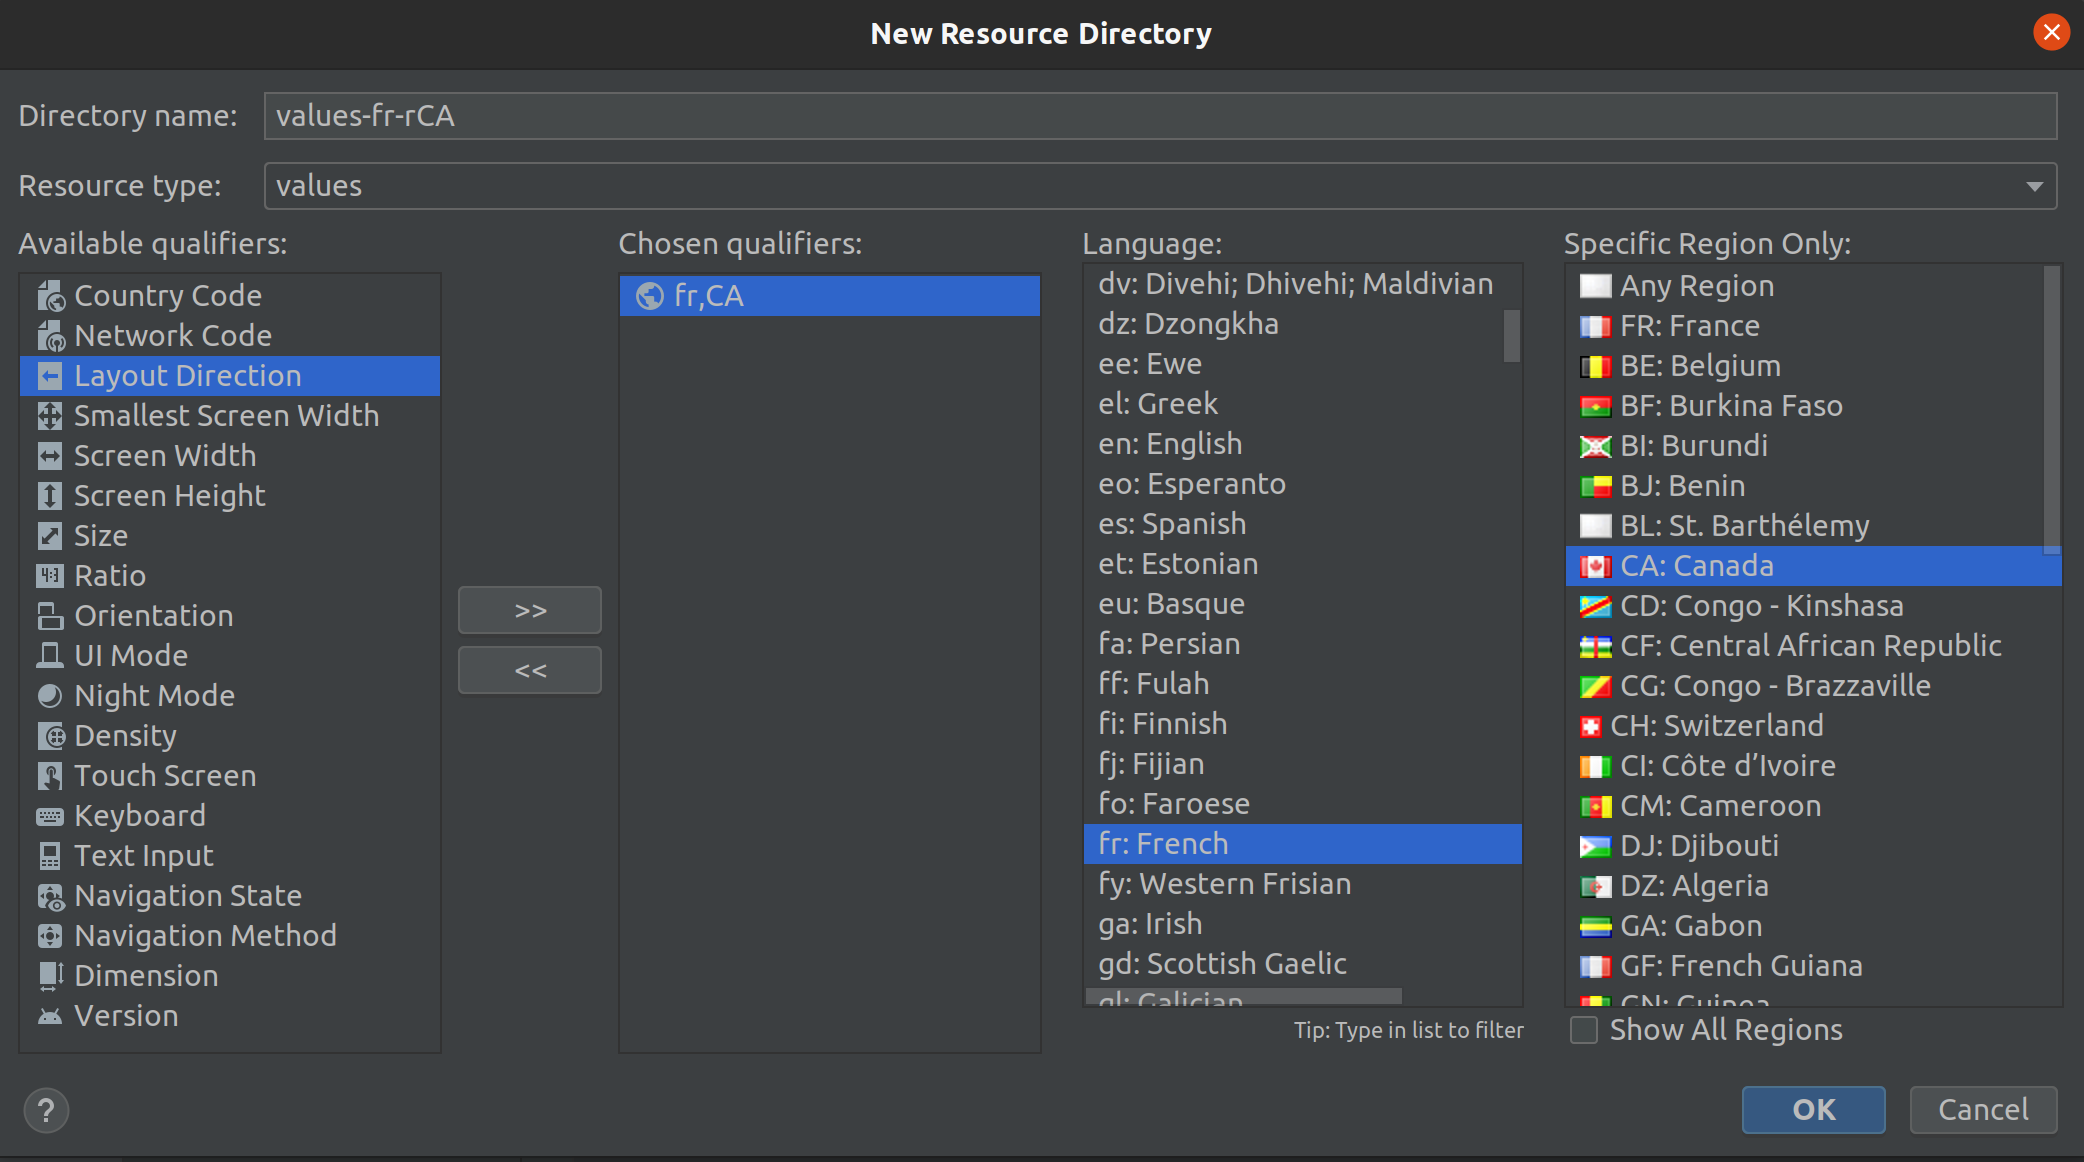 New Resource Directory
Directory name: values-fr-rCA
Resource type: values
Available qualifiers:
Country Code
Network Code
Layout Direction
Smallest Screen Width
Screen Width
Screen Height
Size
Ratio
Orientation
UI Mode
Night Mode
Density
Touch Screen
Keyboard
Text Input
Navigation State
Navigation Method
Dimension
Version
>>
<<
Chosen qualifiers:
fr,CA
Language:
dv: Divehi; Dhivehi; Maldivian
dz: Dzongkha
ee: Ewe
el: Greek
en: English
eo: Esperanto
es: Spanish
et: Estonian
eu: Basque
fa: Persian
ff: Fulah
fi: Finnish
fj: Fijian
fo: Faroese
fr: French
fy: Western Frisian
ga: Irish
gd: Scottish Gaelic
gl: Galician
Tip: Type in list to filter
Specific Region Only:
Any Region
FR: France
BE: Belgium
BF: Burkina Faso
BI: Burundi
BJ: Benin
BL: St. Barthélemy
CA: Canada
CD: Congo - Kinshasa
CF: Central African Republic
CG: Congo - Brazzaville
CH: Switzerland
CI: Côte d’Ivoire
CM: Cameroon
DJ: Djibouti
DZ: Algeria
GA: Gabon
GF: French Guiana
GN: Guinea
Show All Regions
?
OK
Cancel